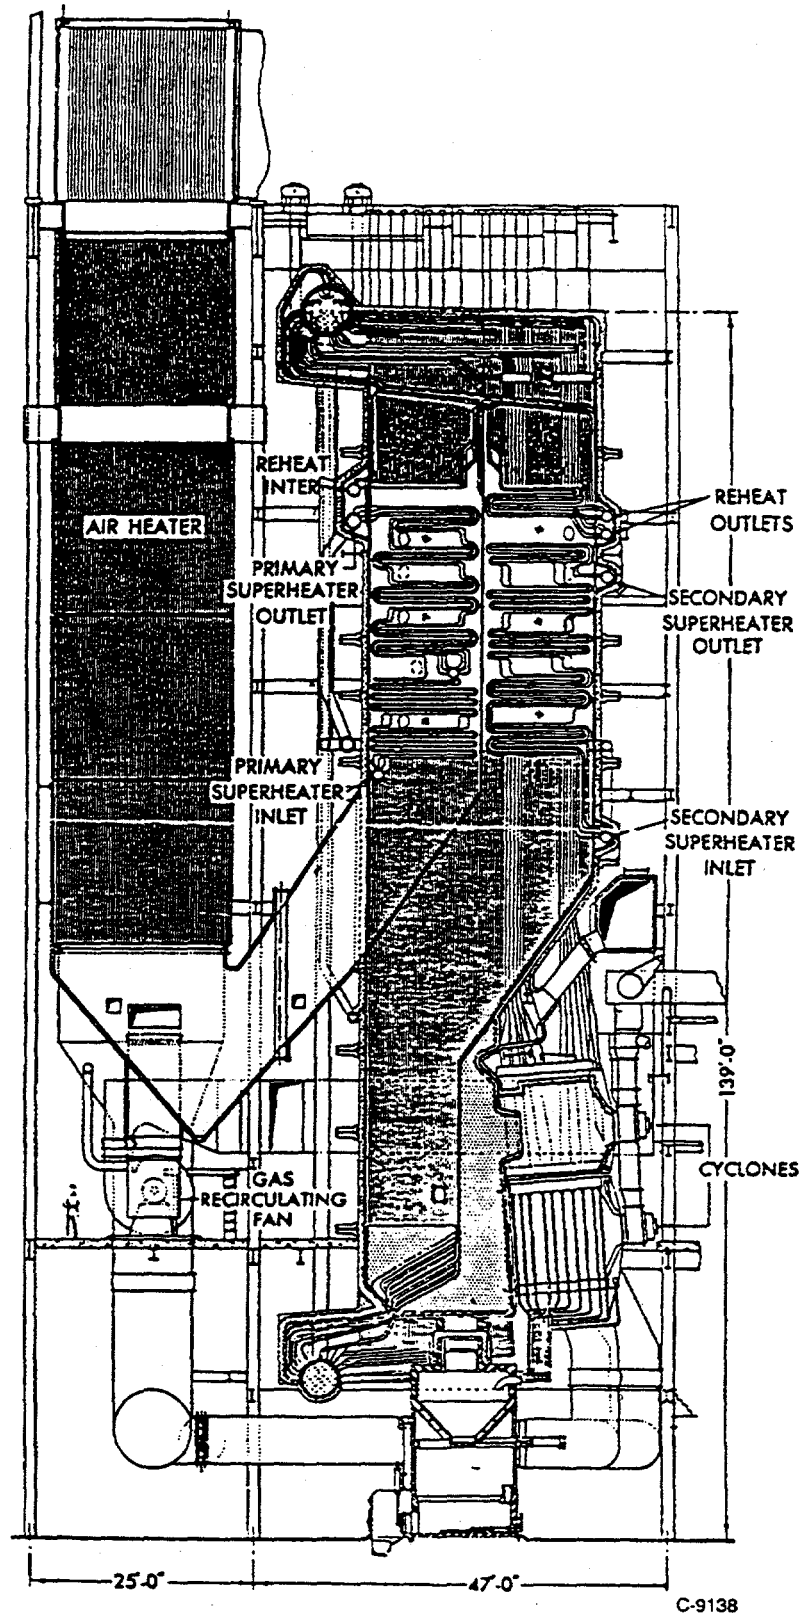 REHEAT
INTER
AIR HEATER
REHEAT
OUTLETS
PRIMARY
SUPERHEATER
OUTLET
SECONDARY
SUPERHEATER
OUTLET
PRIMARY
SUPERHEATER
INLET
SECONDARY
SUPERHEATER
INLET
139'-0"
CYCLONES
GAS
RECIRCULATING
FAN
25'-0"
47'-0"
C-9138